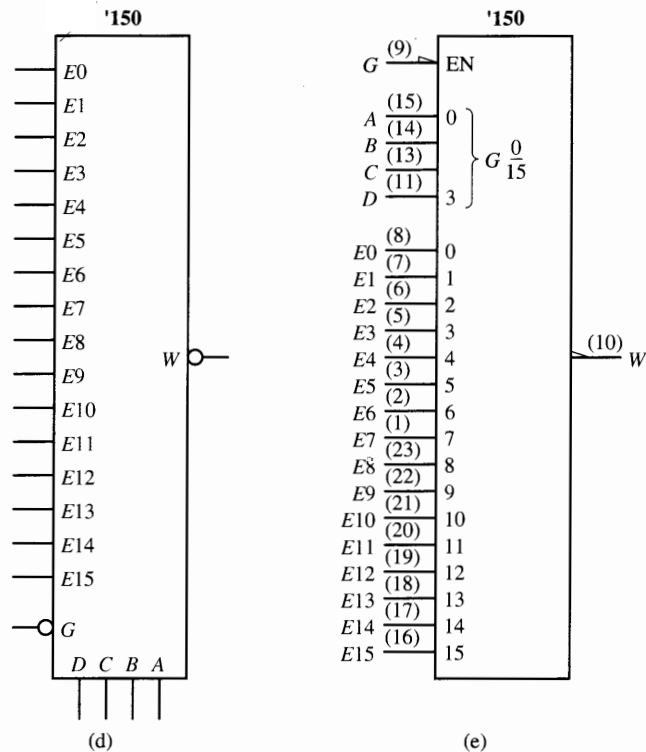 '150
E0
E1
E2
E3
E4
E5
E6
E7
E8
E9
E10
E11
E12
E13
E14
E15
G
W
D C B A
(d)
'150
G (9) EN
A (15) 0
B (14)
C (13)
D (11) 3
G 0/15
E0 (8) 0
E1 (7) 1
E2 (6) 2
E3 (5) 3
E4 (4) 4
E5 (3) 5
E6 (2) 6
E7 (1) 7
E8 (23) 8
E9 (22) 9
E10 (21) 10
E11 (20) 11
E12 (19) 12
E13 (18) 13
E14 (17) 14
E15 (16) 15
(10) W
(e)